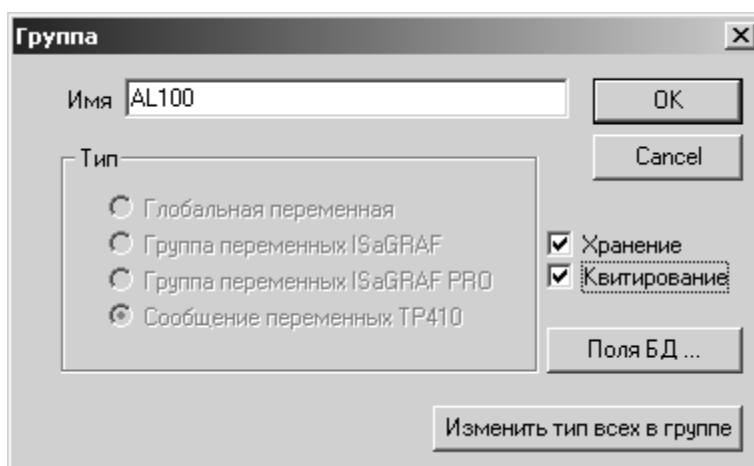 Группа
Имя AL100
OK
Cancel
Тип
Глобальная переменная
Группа переменных ISaGRAF
Группа переменных ISaGRAF PRO
Сообщение переменных TP410
Хранение
Квитирование
Поля БД ...
Изменить тип всех в группе